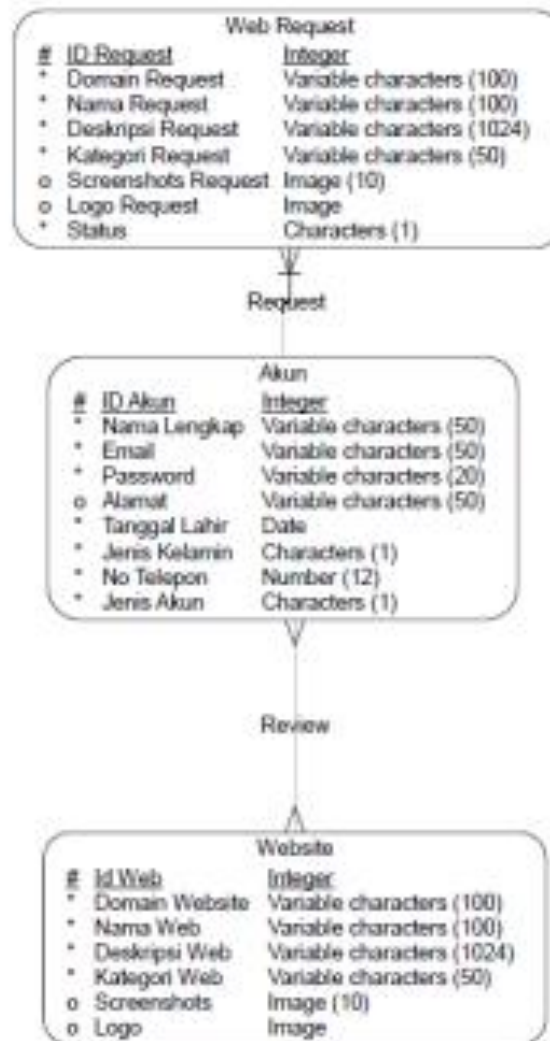 Web Request
# ID Request Integer
* Domain Request Variable characters (100)
* Nama Request Variable characters (100)
* Deskripsi Request Variable characters (1024)
* Kategori Request Variable characters (50)
o Screenshots Request Image (10)
o Logo Request Image
* Status Characters (1)
Request
Akun
# ID Akun Integer
* Nama Lengkap Variable characters (50)
* Email Variable characters (50)
* Password Variable characters (20)
o Alamat Variable characters (50)
* Tanggal Lahir Date
* Jenis Kelamin Characters (1)
* No Telepon Number (12)
* Jenis Akun Characters (1)
Review
Website
# Id Web Integer
* Domain Website Variable characters (100)
* Nama Web Variable characters (100)
* Deskripsi Web Variable characters (1024)
* Kategori Web Variable characters (50)
o Screenshots Image (10)
o Logo Image